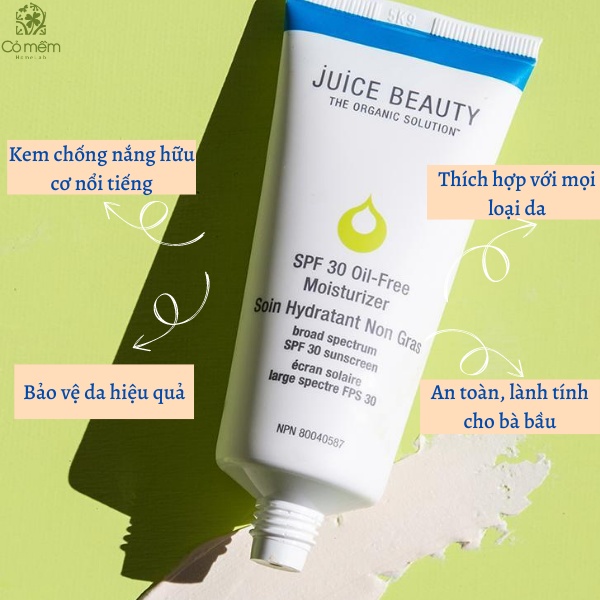 Cỏ mềm
HomeLab
5K9
JUICE BEAUTY
THE ORGANIC SOLUTION™
Kem chống nắng hữu
cơ nổi tiếng
Thích hợp với mọi
loại da
SPF 30 Oil-Free
Moisturizer
Soin Hydratant Non Gras
broad spectrum
SPF 30 sunscreen
écran solaire
large spectre FPS 30
NPN 80040587
Bảo vệ da hiệu quả
An toàn, lành tính
cho bà bầu